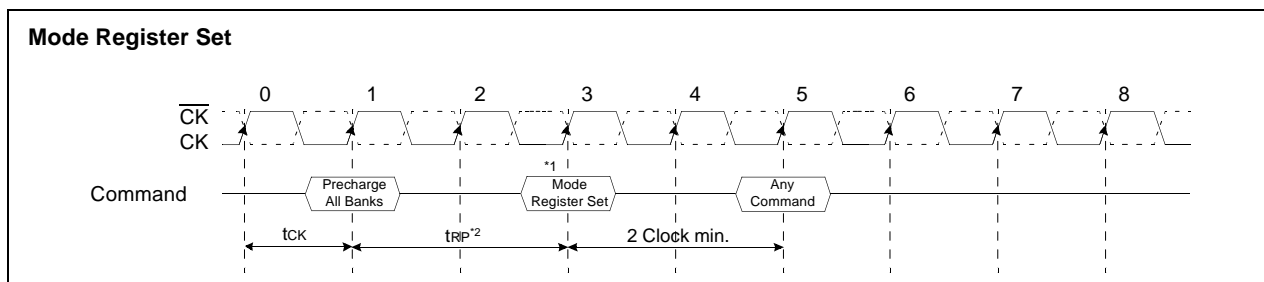 Mode Register Set
0 1 2 3 4 5 6 7 8
CK
CK
*1
Command
Precharge All Banks
Mode Register Set
Any Command
tCK
tRP*2
2 Clock min.